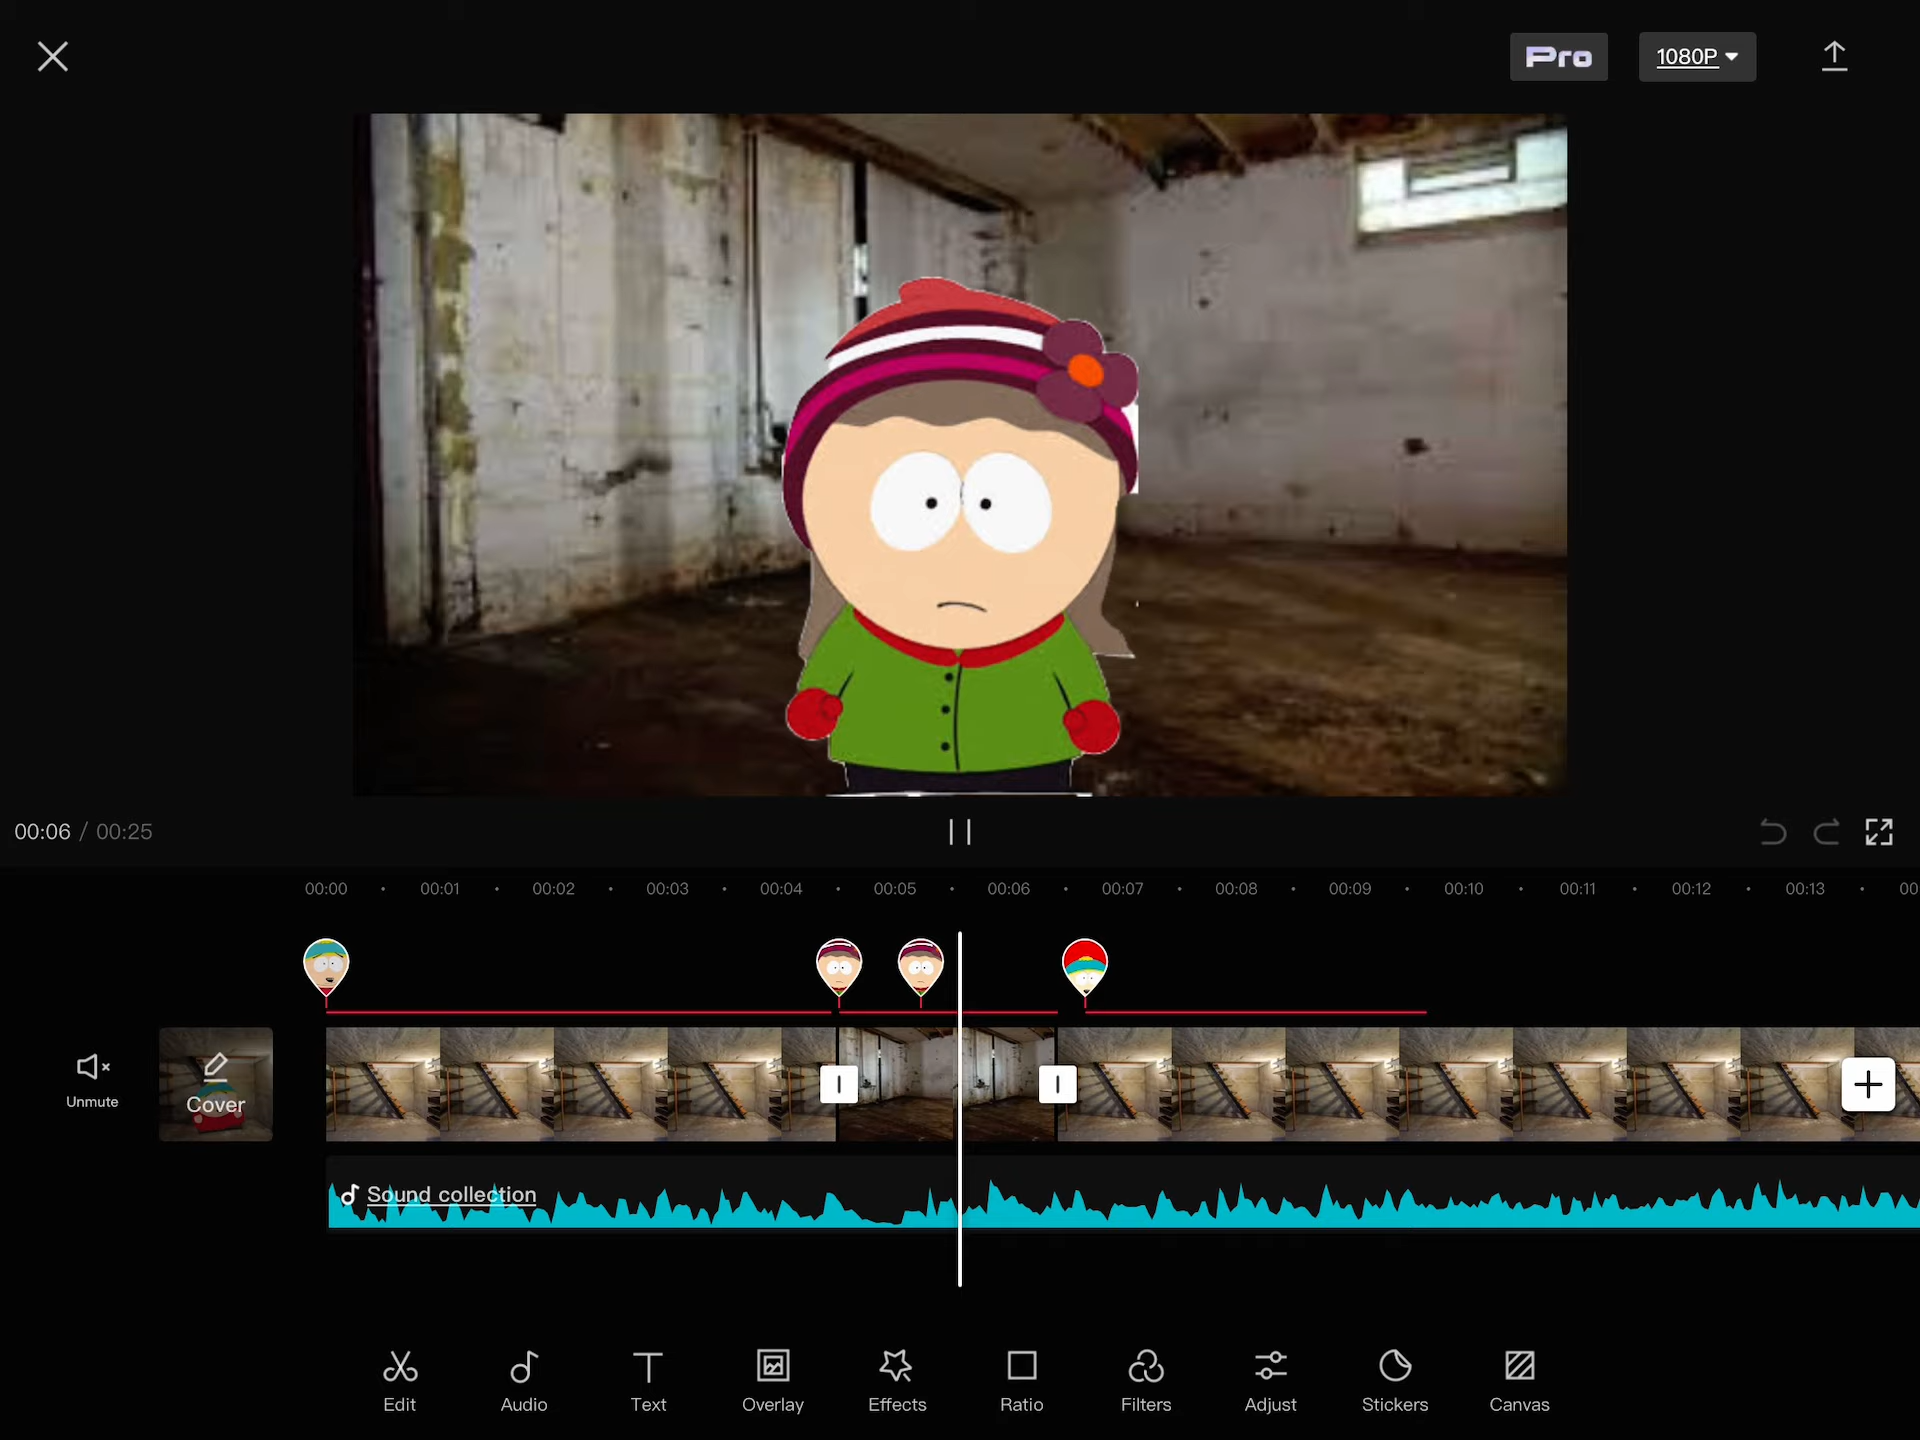 Pro 1080P
00:06 / 00:25
00:00 00:01 00:02 00:03 00:04 00:05 00:06 00:07 00:08 00:09 00:10 00:11 00:12 00:13 00
Unmute Cover
Sound collection
Edit Audio Text Overlay Effects Ratio Filters Adjust Stickers Canvas